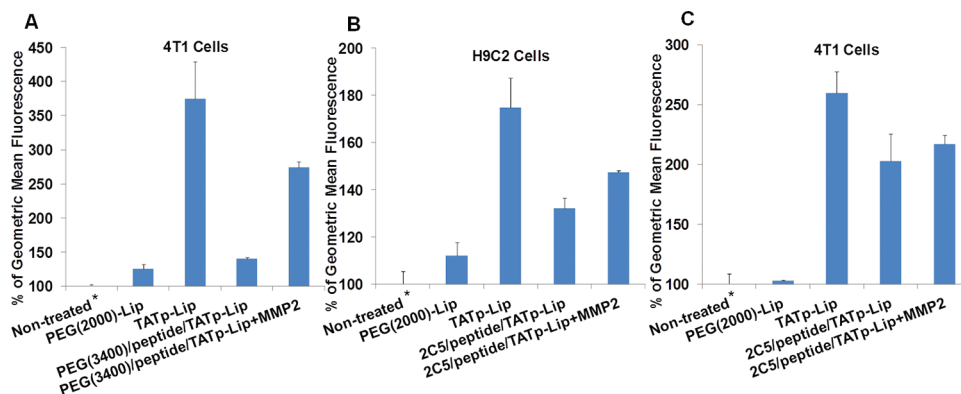 A
4T1 Cells
% of Geometric Mean Fluorescence
450
400
350
300
250
200
150
100
Non-treated*
PEG(2000)-Lip
TATp-Lip
PEG(3400)/peptide/TATp-Lip
PEG(3400)/peptide/TATp-Lip+MMP2
B
H9C2 Cells
% of Geometric Mean Fluorescence
200
180
160
140
120
100
Non-treated*
PEG(2000)-Lip
TATp-Lip
2C5/peptide/TATp-Lip
2C5/peptide/TATp-Lip+MMP2
C
4T1 Cells
% of Geometric Mean Fluorescence
300
250
200
150
100
Non-treated*
PEG(2000)-Lip
TATp-Lip
2C5/peptide/TATp-Lip
2C5/peptide/TATp-Lip+MMP2